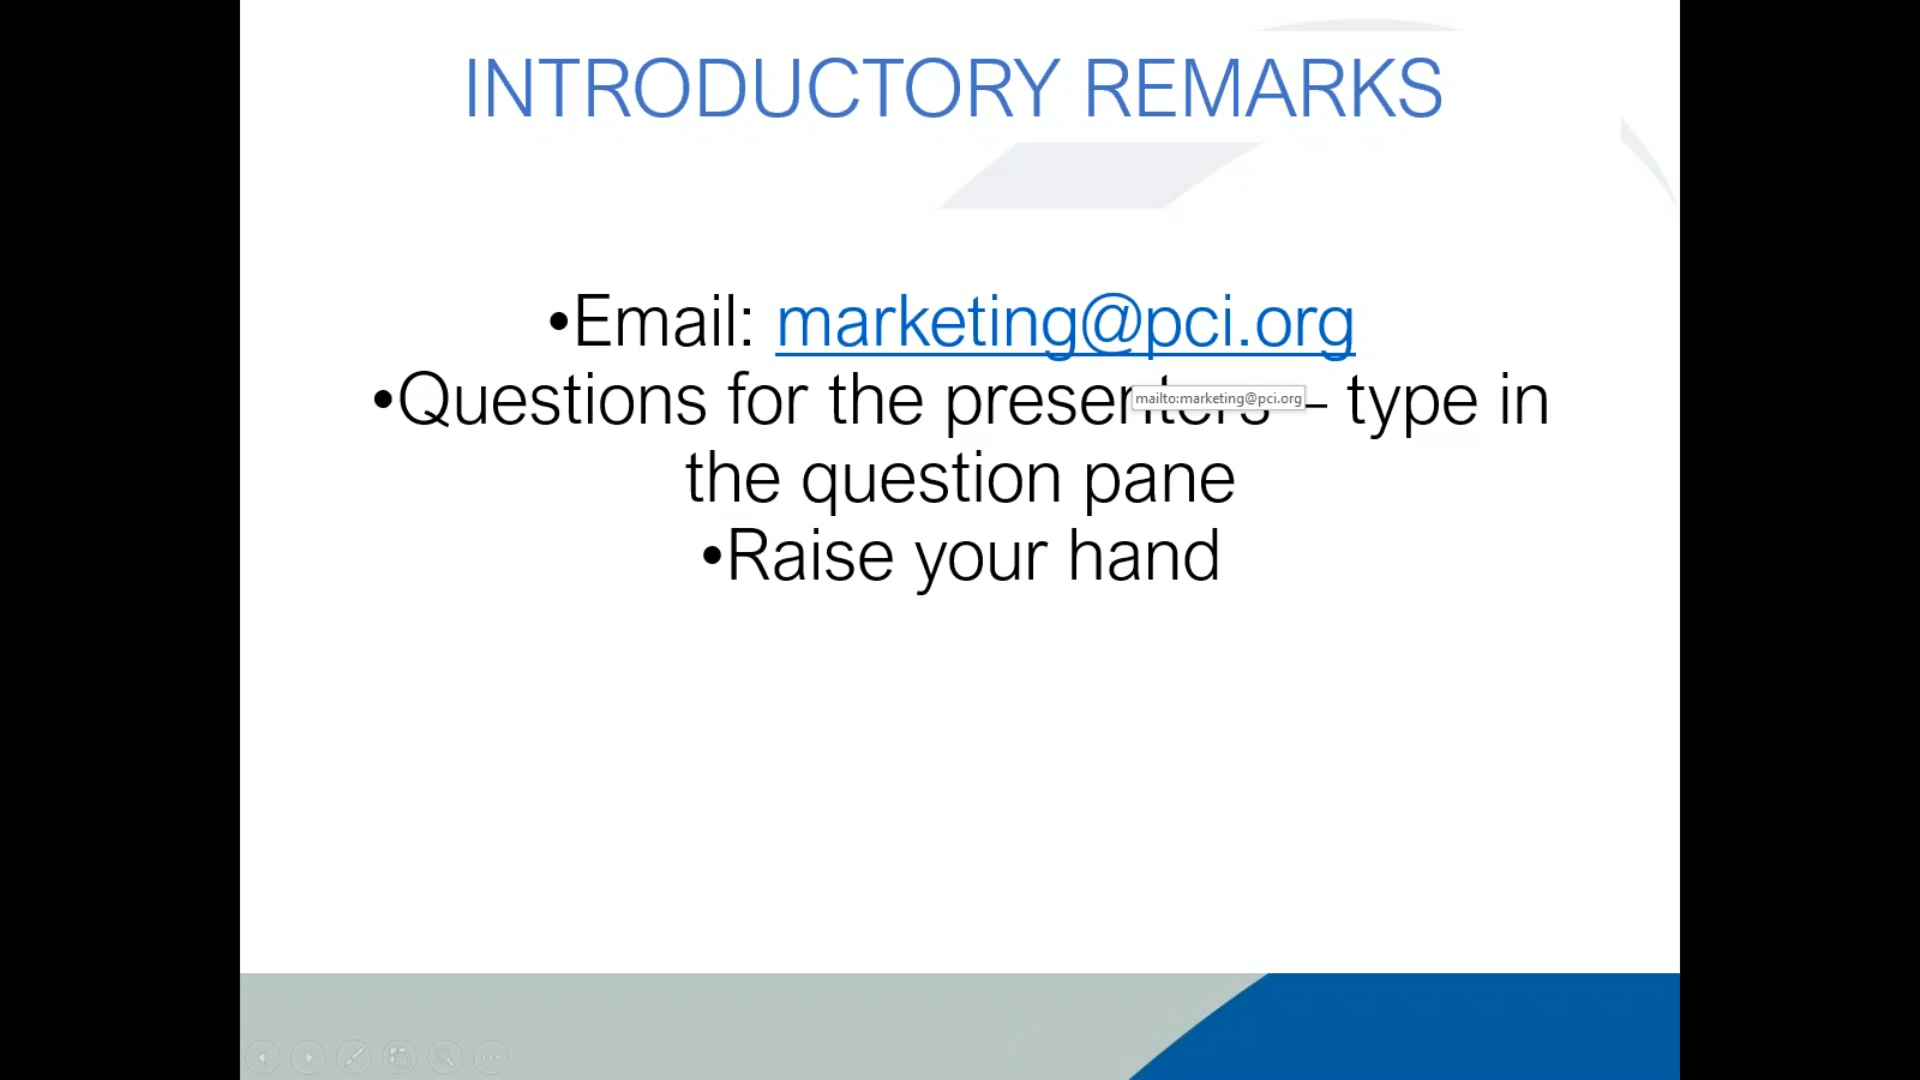 INTRODUCTORY REMARKS
•Email: marketing@pci.org
•Questions for the presenters – type in
mailto:marketing@pci.org
the question pane
•Raise your hand